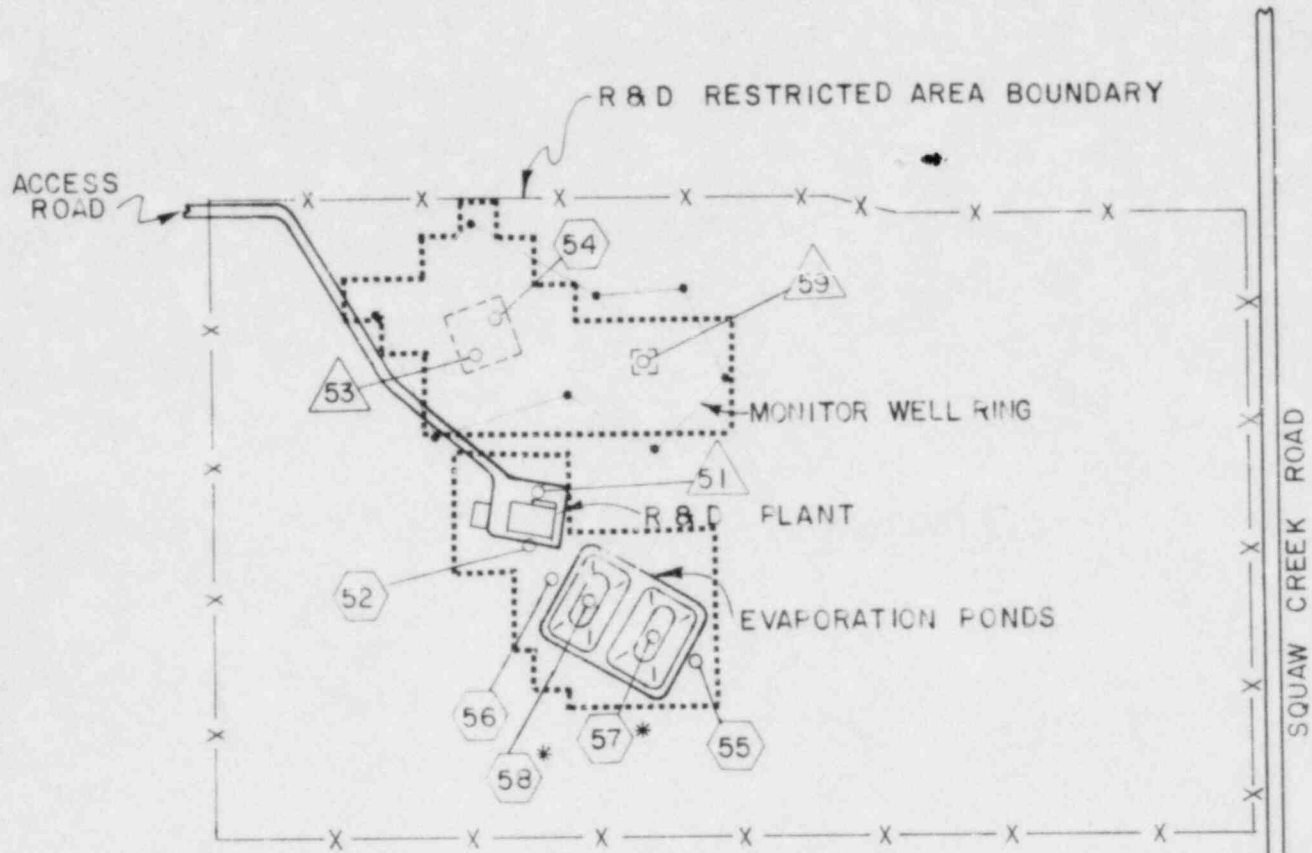 R & D RESTRICTED AREA BOUNDARY
ACCESS
ROAD
54
59
53
MONITOR WELL RING
51
R & D PLANT
52
EVAPORATION PONDS
56
57 *
55
58 *
SQUAW CREEK ROAD